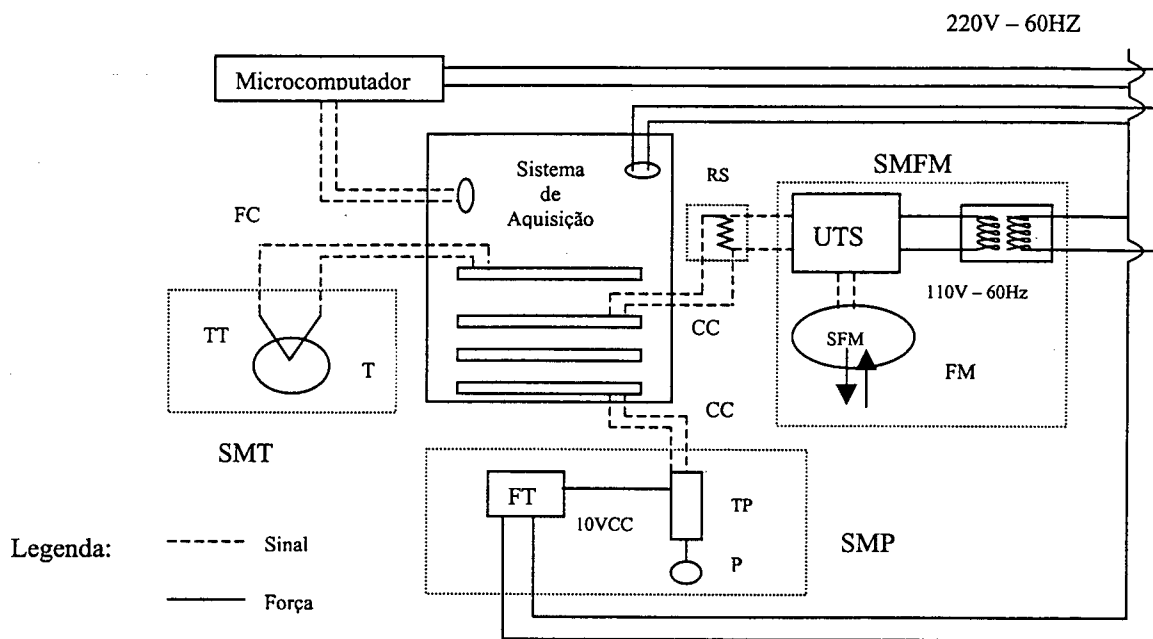 220V – 60HZ
Microcomputador
Sistema
de
Aquisição
RS
SMFM
FC
UTS
110V – 60Hz
TT
T
CC
SFM
FM
CC
SMT
FT
10VCC
TP
SMP
P
Legenda:
Sinal
Força